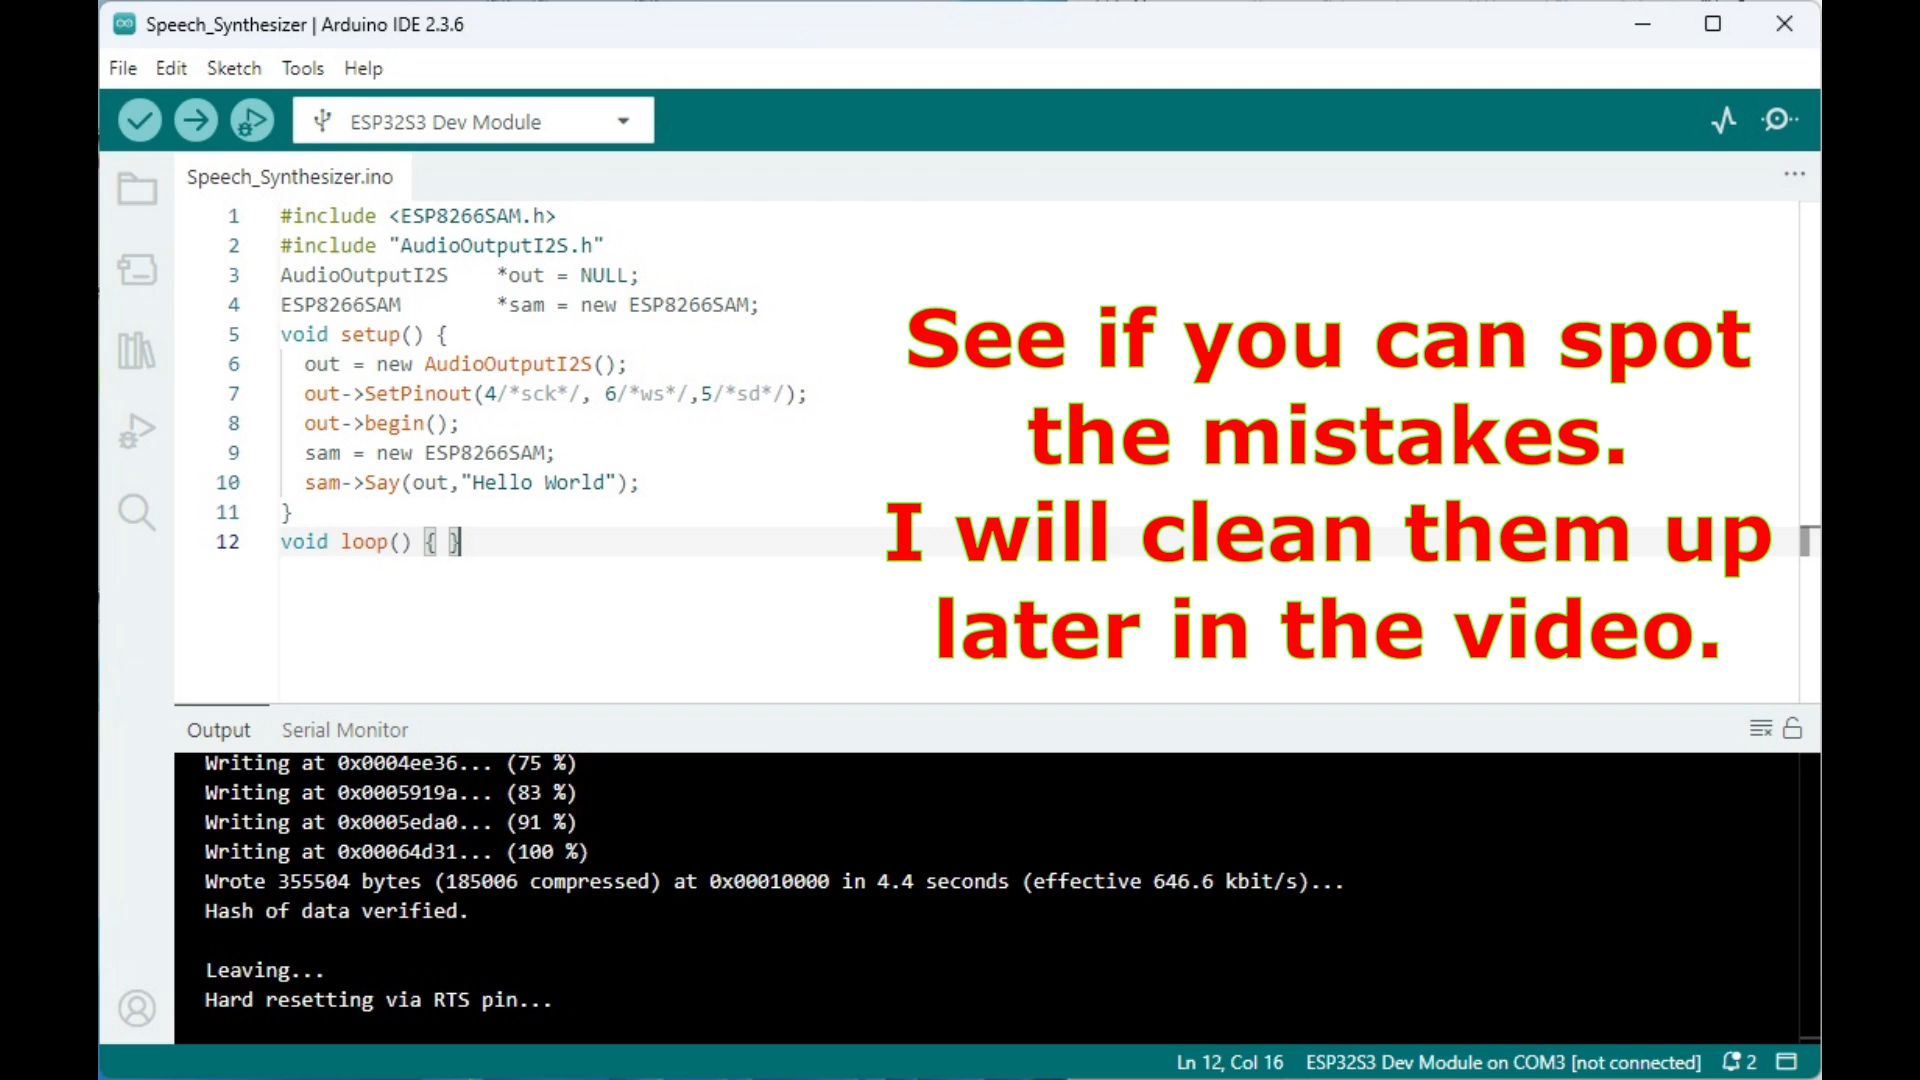 Speech_Synthesizer | Arduino IDE 2.3.6
File Edit Sketch Tools Help
ESP32S3 Dev Module
Speech_Synthesizer.ino
1 #include <ESP8266SAM.h>
2 #include "AudioOutputI2S.h"
3 AudioOutputI2S    *out = NULL;
4 ESP8266SAM        *sam = new ESP8266SAM;
5 void setup() {
6   out = new AudioOutputI2S();
7   out->SetPinout(4/*sck*/, 6/*ws*/,5/*sd*/);
8   out->begin();
9   sam = new ESP8266SAM;
10   sam->Say(out,"Hello World");
11 }
12 void loop() { }
See if you can spot
the mistakes.
I will clean them up
later in the video.
Output Serial Monitor
Writing at 0x0004ee36... (75 %)
Writing at 0x0005919a... (83 %)
Writing at 0x0005eda0... (91 %)
Writing at 0x00064d31... (100 %)
Wrote 355504 bytes (185006 compressed) at 0x00010000 in 4.4 seconds (effective 646.6 kbit/s)...
Hash of data verified.
Leaving...
Hard resetting via RTS pin...
Ln 12, Col 16 ESP32S3 Dev Module on COM3 [not connected] 2